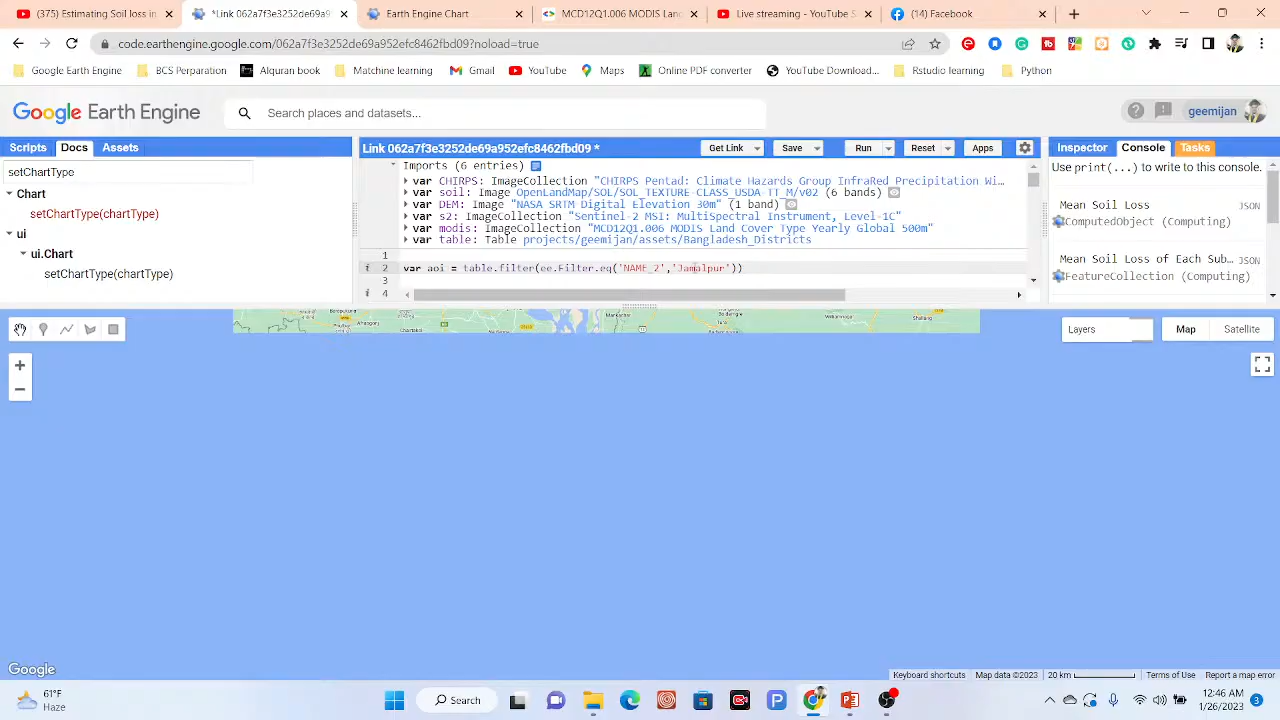 (375) Estimating Soil loss in
*Link 062a7f3e3252de69a9
Earth Engine Chart
MCD12Q1.006 MODIS Land
Live streaming - YouTube S
(14) Facebook
code.earthengine.google.com/062a7f3e3252de69a952efc8462fbd09?noload=true
Google Earth Engine
BCS Perparation
Alquran book
Matchine learning
Gmail
YouTube
Maps
Online PDF converter
YouTube Download...
Rstudio learning
Python
Google Earth Engine
Search places and datasets...
geemijan
Scripts Docs Assets
Link 062a7f3e3252de69a952efc8462fbd09 *
Get Link Save Run Reset Apps
Inspector Console Tasks
setChartType
Chart
setChartType(chartType)
ui
ui.Chart
setChartType(chartType)
Imports (6 entries)
var CHIRPS: ImageCollection "CHIRPS Pentad: Climate Hazards Group InfraRed Precipitation Wi…
var soil: Image OpenLandMap/SOL/SOL_TEXTURE-CLASS_USDA-TT_M/v02 (6 bands)
var DEM: Image "NASA SRTM Digital Elevation 30m" (1 band)
var s2: ImageCollection "Sentinel-2 MSI: MultiSpectral Instrument, Level-1C"
var modis: ImageCollection "MCD12Q1.006 MODIS Land Cover Type Yearly Global 500m"
var table: Table projects/geemijan/assets/Bangladesh_Districts
1
i 2 var aoi = table.filter(ee.Filter.eq('NAME_2','Jamalpur'))
3
i 4
Use print(...) to write to this console.
Mean Soil Loss JSON
ComputedObject (Computing)
Mean Soil Loss of Each Sub… JSON
FeatureCollection (Computing)
Layers
Map Satellite
+
−
Google
Keyboard shortcuts Map data ©2023 20 km Terms of Use Report a map error
61°F
Haze
Search
12:46 AM
1/26/2023
3